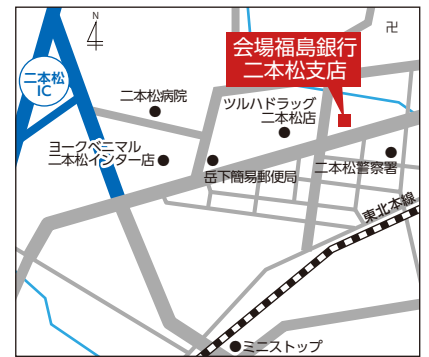 N
卍
会場福島銀行
二本松支店
二本松
IC
二本松病院
ツルハドラッグ
二本松店
ヨークベニマル
二本松インター店
岳下簡易郵便局
二本松警察署
東北本線
ミニストップ